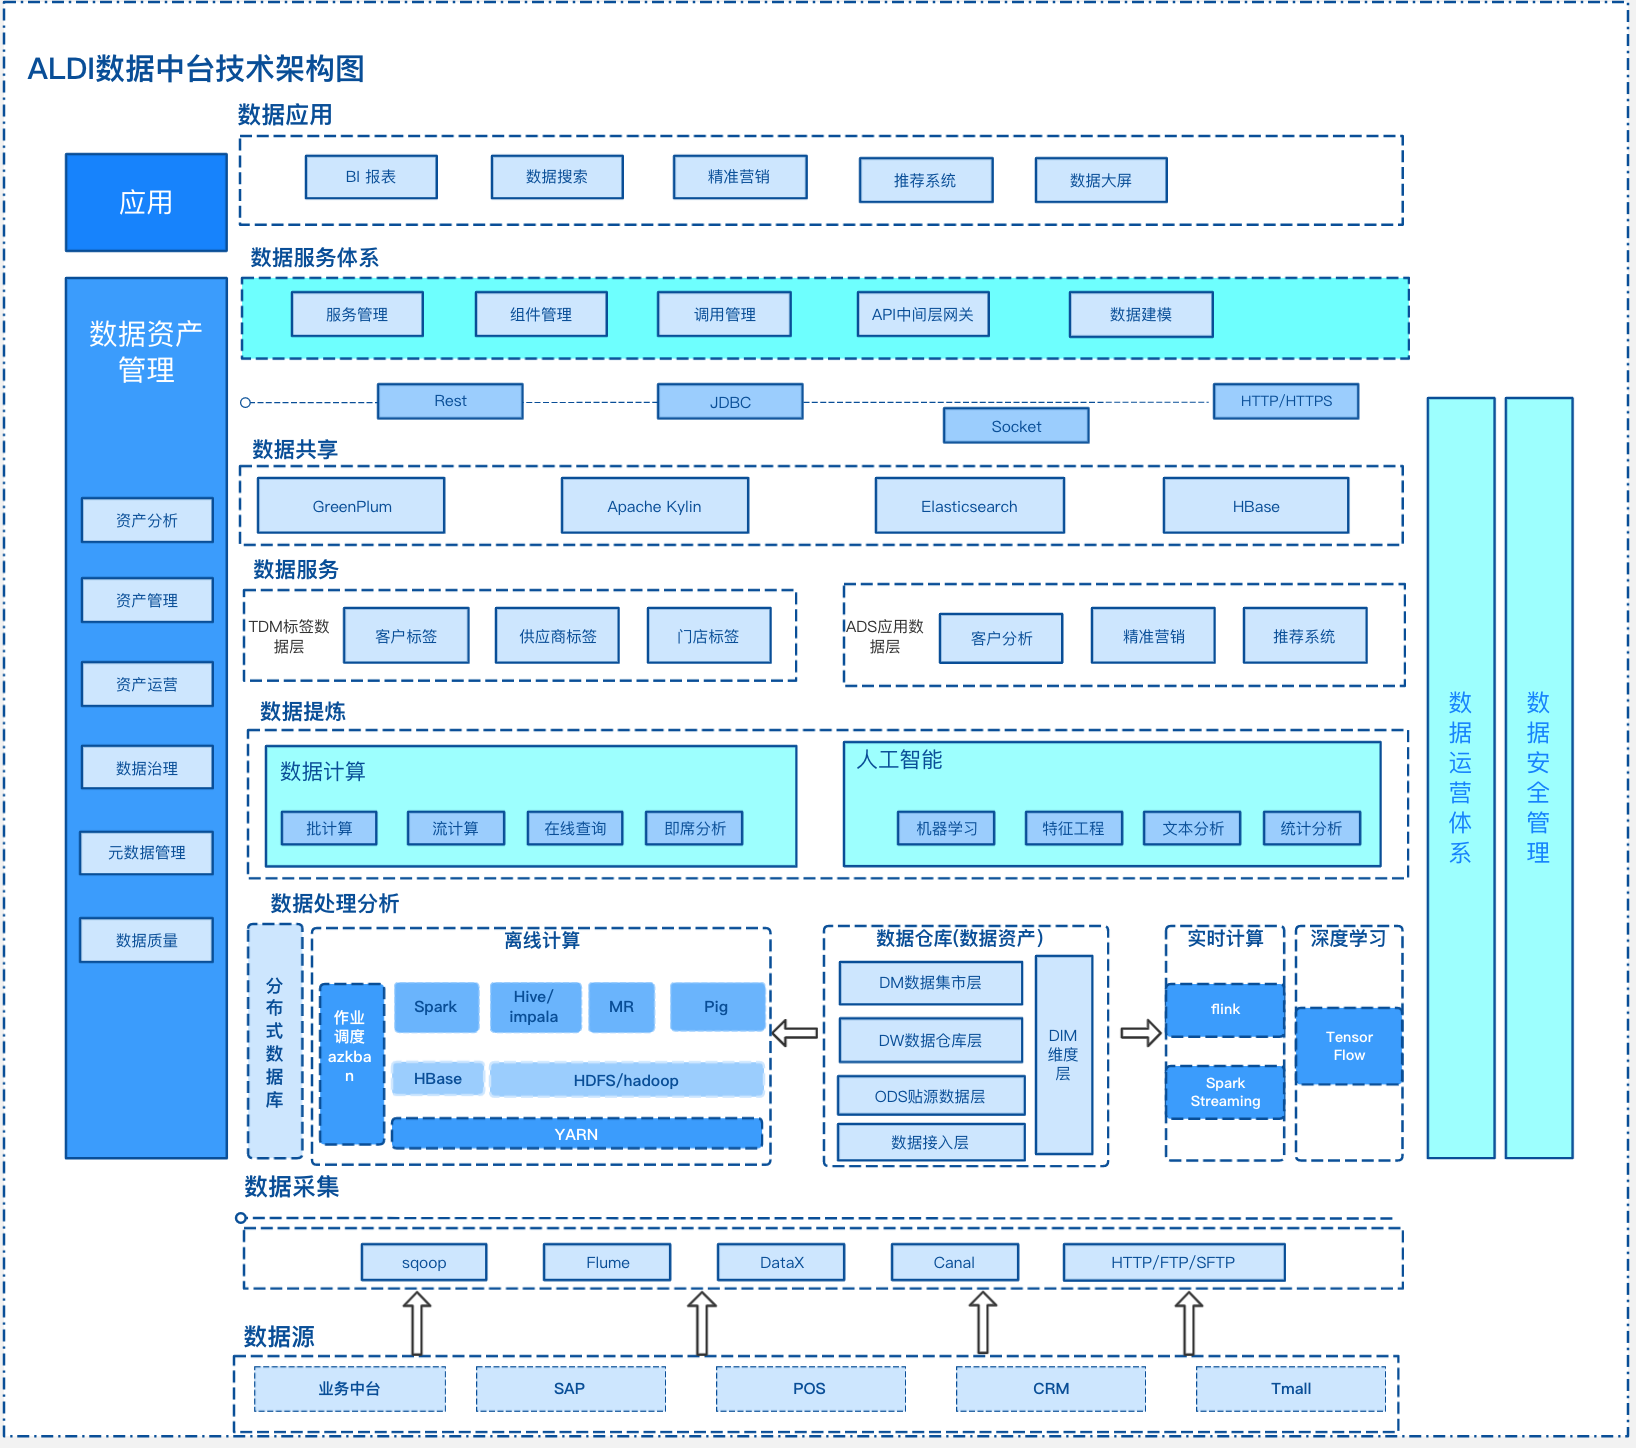 ALDI数据中台技术架构图
数据应用
应用
BI 报表
数据搜索
精准营销
推荐系统
数据大屏
数据服务体系
服务管理
组件管理
调用管理
API中间层网关
数据建模
数据资产
管理
资产分析
资产管理
资产运营
数据治理
元数据管理
数据质量
Rest
JDBC
Socket
HTTP/HTTPS
数据共享
GreenPlum
Apache Kylin
Elasticsearch
HBase
数据服务
TDM标签数
据层
客户标签
供应商标签
门店标签
ADS应用数
据层
客户分析
精准营销
推荐系统
数据提炼
数据计算
批计算
流计算
在线查询
即席分析
人工智能
机器学习
特征工程
文本分析
统计分析
数据处理分析
分
布
式
数
据
库
离线计算
作业
调度
azkba
n
Spark
Hive/
impala
MR
Pig
HBase
HDFS/hadoop
YARN
数据仓库(数据资产)
DM数据集市层
DW数据仓库层
ODS贴源数据层
数据接入层
DIM
维度
层
实时计算
flink
Spark
Streaming
深度学习
Tensor
Flow
数
据
运
营
体
系
数
据
安
全
管
理
数据采集
sqoop
Flume
DataX
Canal
HTTP/FTP/SFTP
数据源
业务中台
SAP
POS
CRM
Tmall